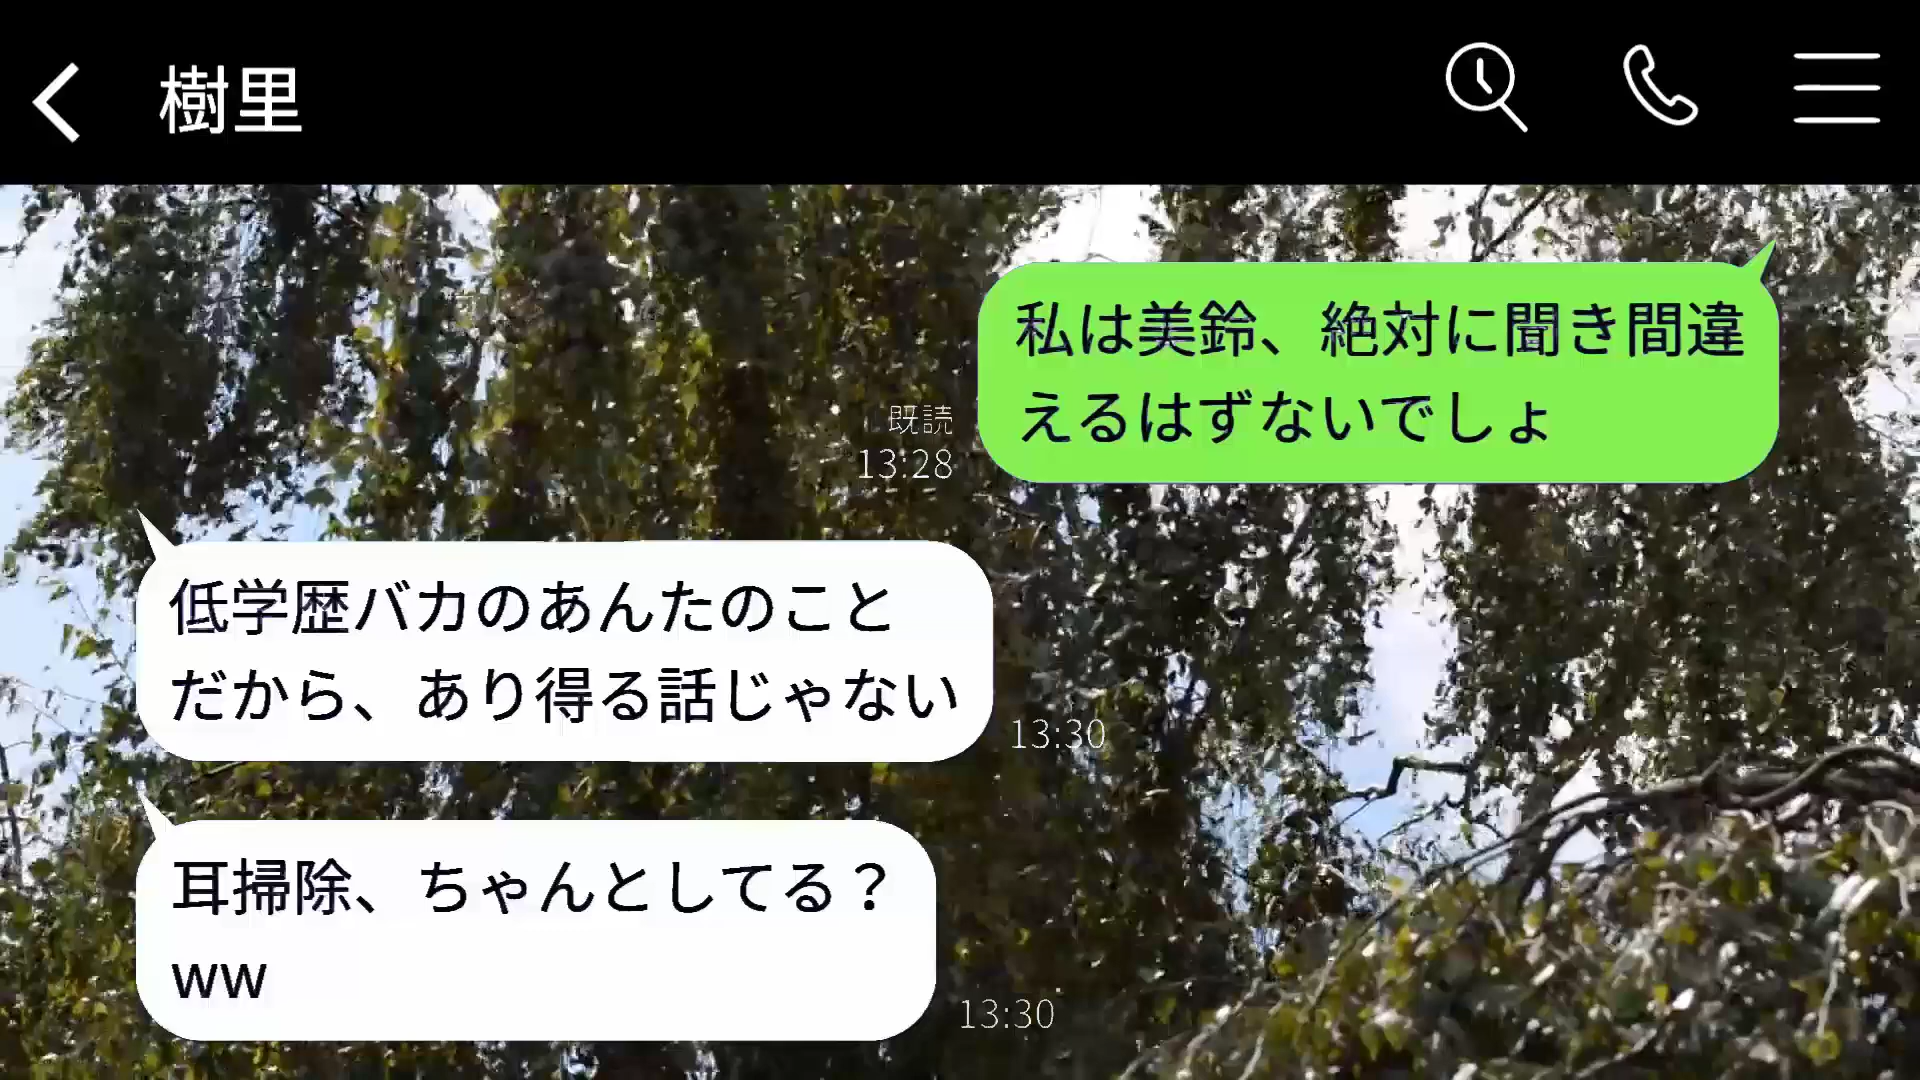 樹里
私は美鈴、絶対に聞き間違
えるはずないでしょ
既読
13:28
低学歴バカのあんたのこと
だから、あり得る話じゃない
13:30
耳掃除、ちゃんとしてる？
ww
13:30